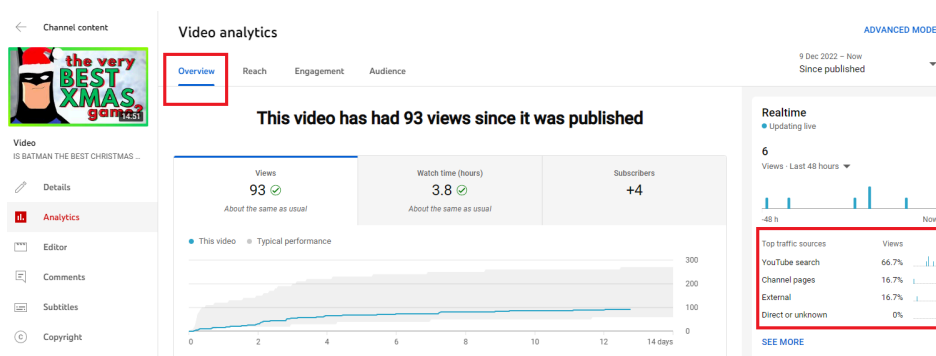 Channel content
the very
BEST
XMAS
game?
14:51
Video
IS BATMAN THE BEST CHRISTMAS ...
Details
Analytics
Editor
Comments
Subtitles
Copyright
Video analytics
ADVANCED MODE
Overview Reach Engagement Audience
9 Dec 2022 – Now
Since published
This video has had 93 views since it was published
Views
93
About the same as usual
Watch time (hours)
3.8
About the same as usual
Subscribers
+4
This video Typical performance
300
200
100
0
0 2 4 6 8 10 12 14 days
Realtime
Updating live
6
Views · Last 48 hours
-48 h Now
Top traffic sources Views
YouTube search 66.7%
Channel pages 16.7%
External 16.7%
Direct or unknown 0%
SEE MORE